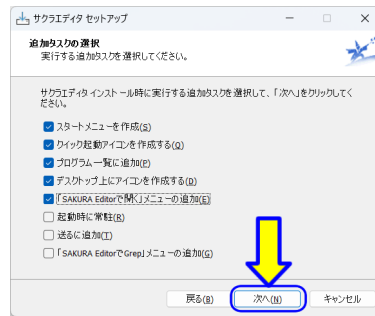 サクラエディタ セットアップ
追加タスクの選択
実行する追加タスクを選択してください。
サクラエディタ インストール時に実行する追加タスクを選択して、「次へ」をクリックしてく
ださい。
スタートメニューを作成(S)
クイック起動アイコンを作成する(Q)
プログラム一覧に追加(P)
デスクトップ上にアイコンを作成する(D)
「SAKURA Editorで開く」メニューの追加(E)
起動時に常駐(R)
送るに追加(T)
「SAKURA EditorでGrep」メニューの追加(G)
戻る(B)
次へ(N)
キャンセル